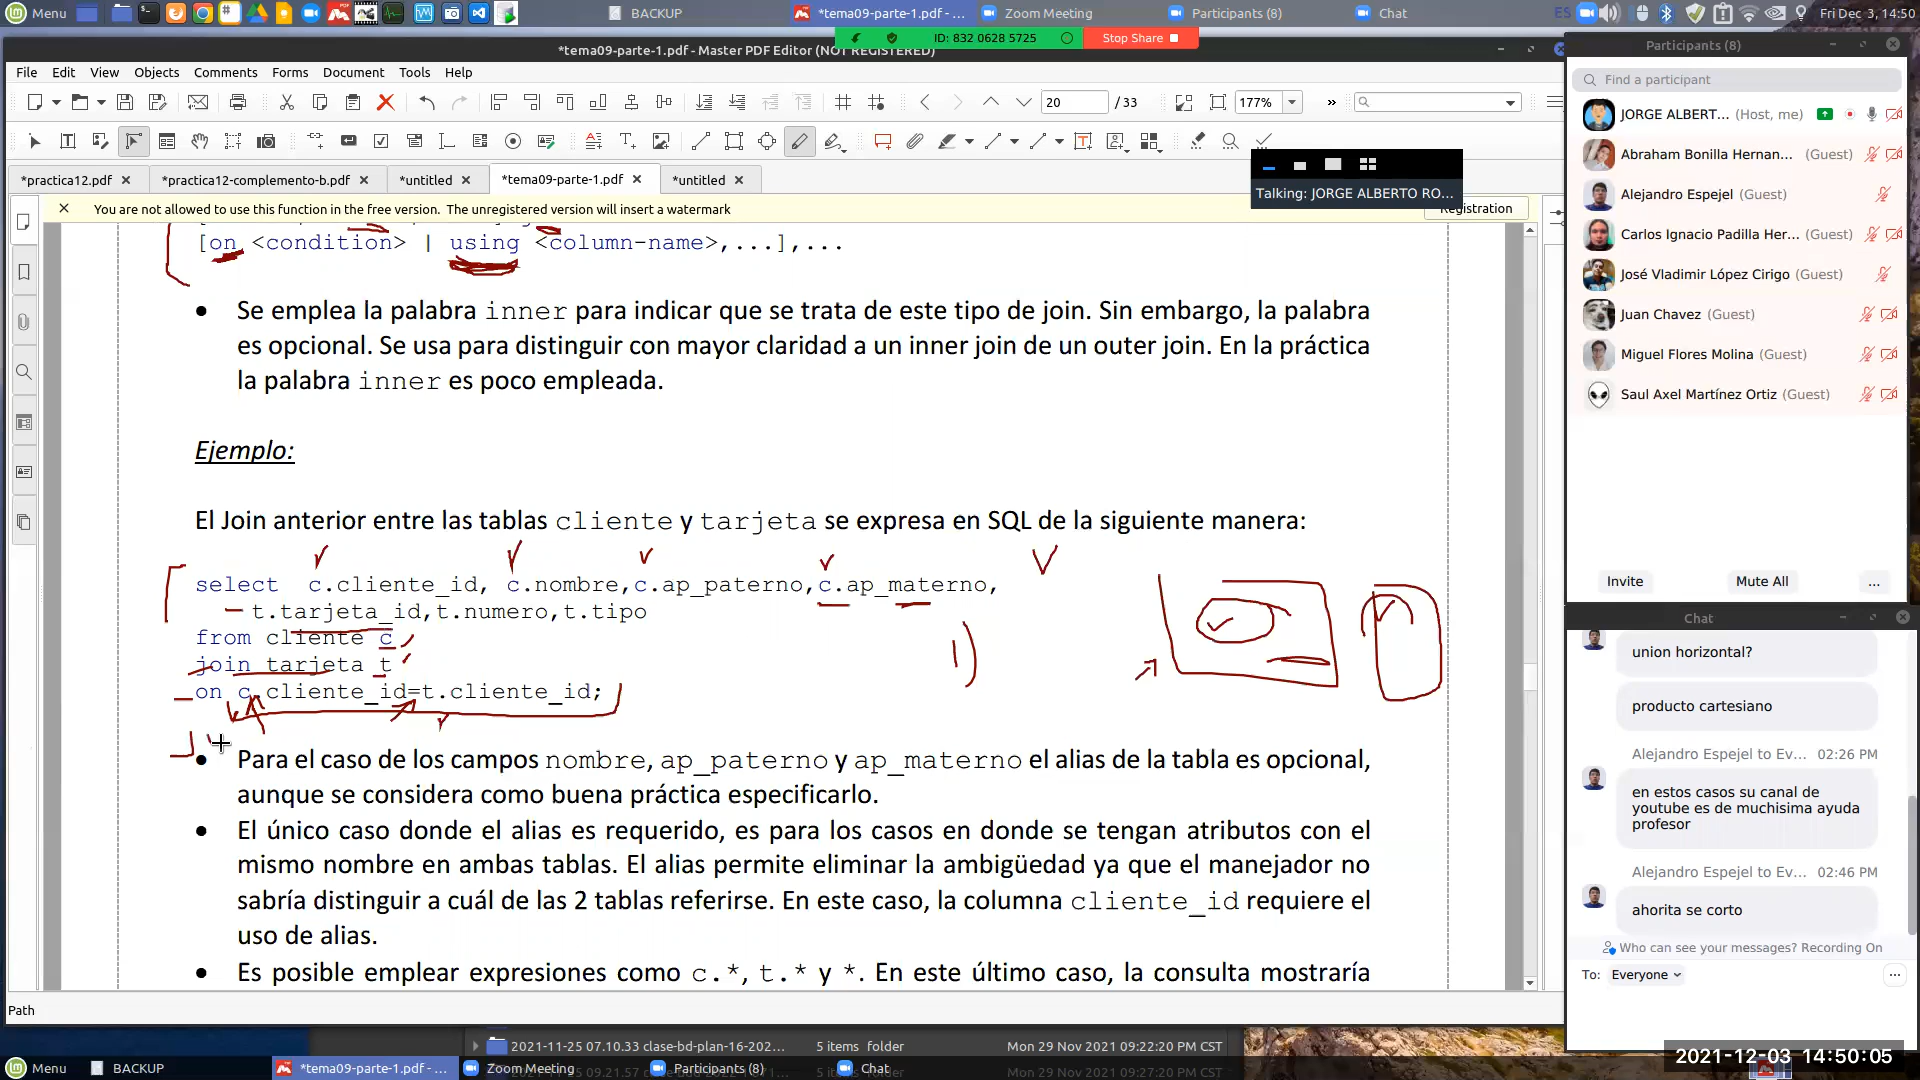 Menu
BACKUP
*tema09-parte-1.pdf - ...
Zoom Meeting
Participants (8)
Chat
ES
Fri Dec 3, 14:50
*tema09-parte-1.pdf - Master PDF Editor (NOT REGISTERED)
ID: 832 0628 5725
Stop Share
File Edit View Objects Comments Forms Document Tools Help
20 / 33
177%
*practica12.pdf
*practica12-complemento-b.pdf
*untitled
*tema09-parte-1.pdf
*untitled
Talking: JORGE ALBERTO RO...
You are not allowed to use this function in the free version. The unregistered version will insert a watermark
Registration
[on <condition> | using <column-name>,...],...
• Se emplea la palabra inner para indicar que se trata de este tipo de join. Sin embargo, la palabra
es opcional. Se usa para distinguir con mayor claridad a un inner join de un outer join. En la práctica
la palabra inner es poco empleada.
Ejemplo:
El Join anterior entre las tablas cliente y tarjeta se expresa en SQL de la siguiente manera:
select c.cliente_id, c.nombre,c.ap_paterno,c.ap_materno,
t.tarjeta_id,t.numero,t.tipo
from cliente c
join tarjeta t
on c.cliente_id=t.cliente_id;
• Para el caso de los campos nombre, ap_paterno y ap_materno el alias de la tabla es opcional,
aunque se considera como buena práctica especificarlo.
• El único caso donde el alias es requerido, es para los casos en donde se tengan atributos con el
mismo nombre en ambas tablas. El alias permite eliminar la ambigüedad ya que el manejador no
sabría distinguir a cuál de las 2 tablas referirse. En este caso, la columna cliente_id requiere el
uso de alias.
• Es posible emplear expresiones como c.*, t.* y *. En este último caso, la consulta mostraría
Path
Participants (8)
Find a participant
JORGE ALBERT... (Host, me)
Abraham Bonilla Hernan... (Guest)
Alejandro Espejel (Guest)
Carlos Ignacio Padilla Her... (Guest)
José Vladimir López Cirigo (Guest)
Juan Chavez (Guest)
Miguel Flores Molina (Guest)
Saul Axel Martínez Ortiz (Guest)
Invite
Mute All
...
Chat
union horizontal?
producto cartesiano
Alejandro Espejel to Ev... 02:26 PM
en estos casos su canal de
youtube es de muchisima ayuda
profesor
Alejandro Espejel to Ev... 02:46 PM
ahorita se corto
Who can see your messages? Recording On
To: Everyone
...
2021-11-25 07.10.33 clase-bd-plan-16-202... 5 items folder Mon 29 Nov 2021 09:22:20 PM CST
Menu
BACKUP
*tema09-parte-1.pdf - ...
Zoom Meeting
Participants (8)
Chat
2021-12-03 14:50:05